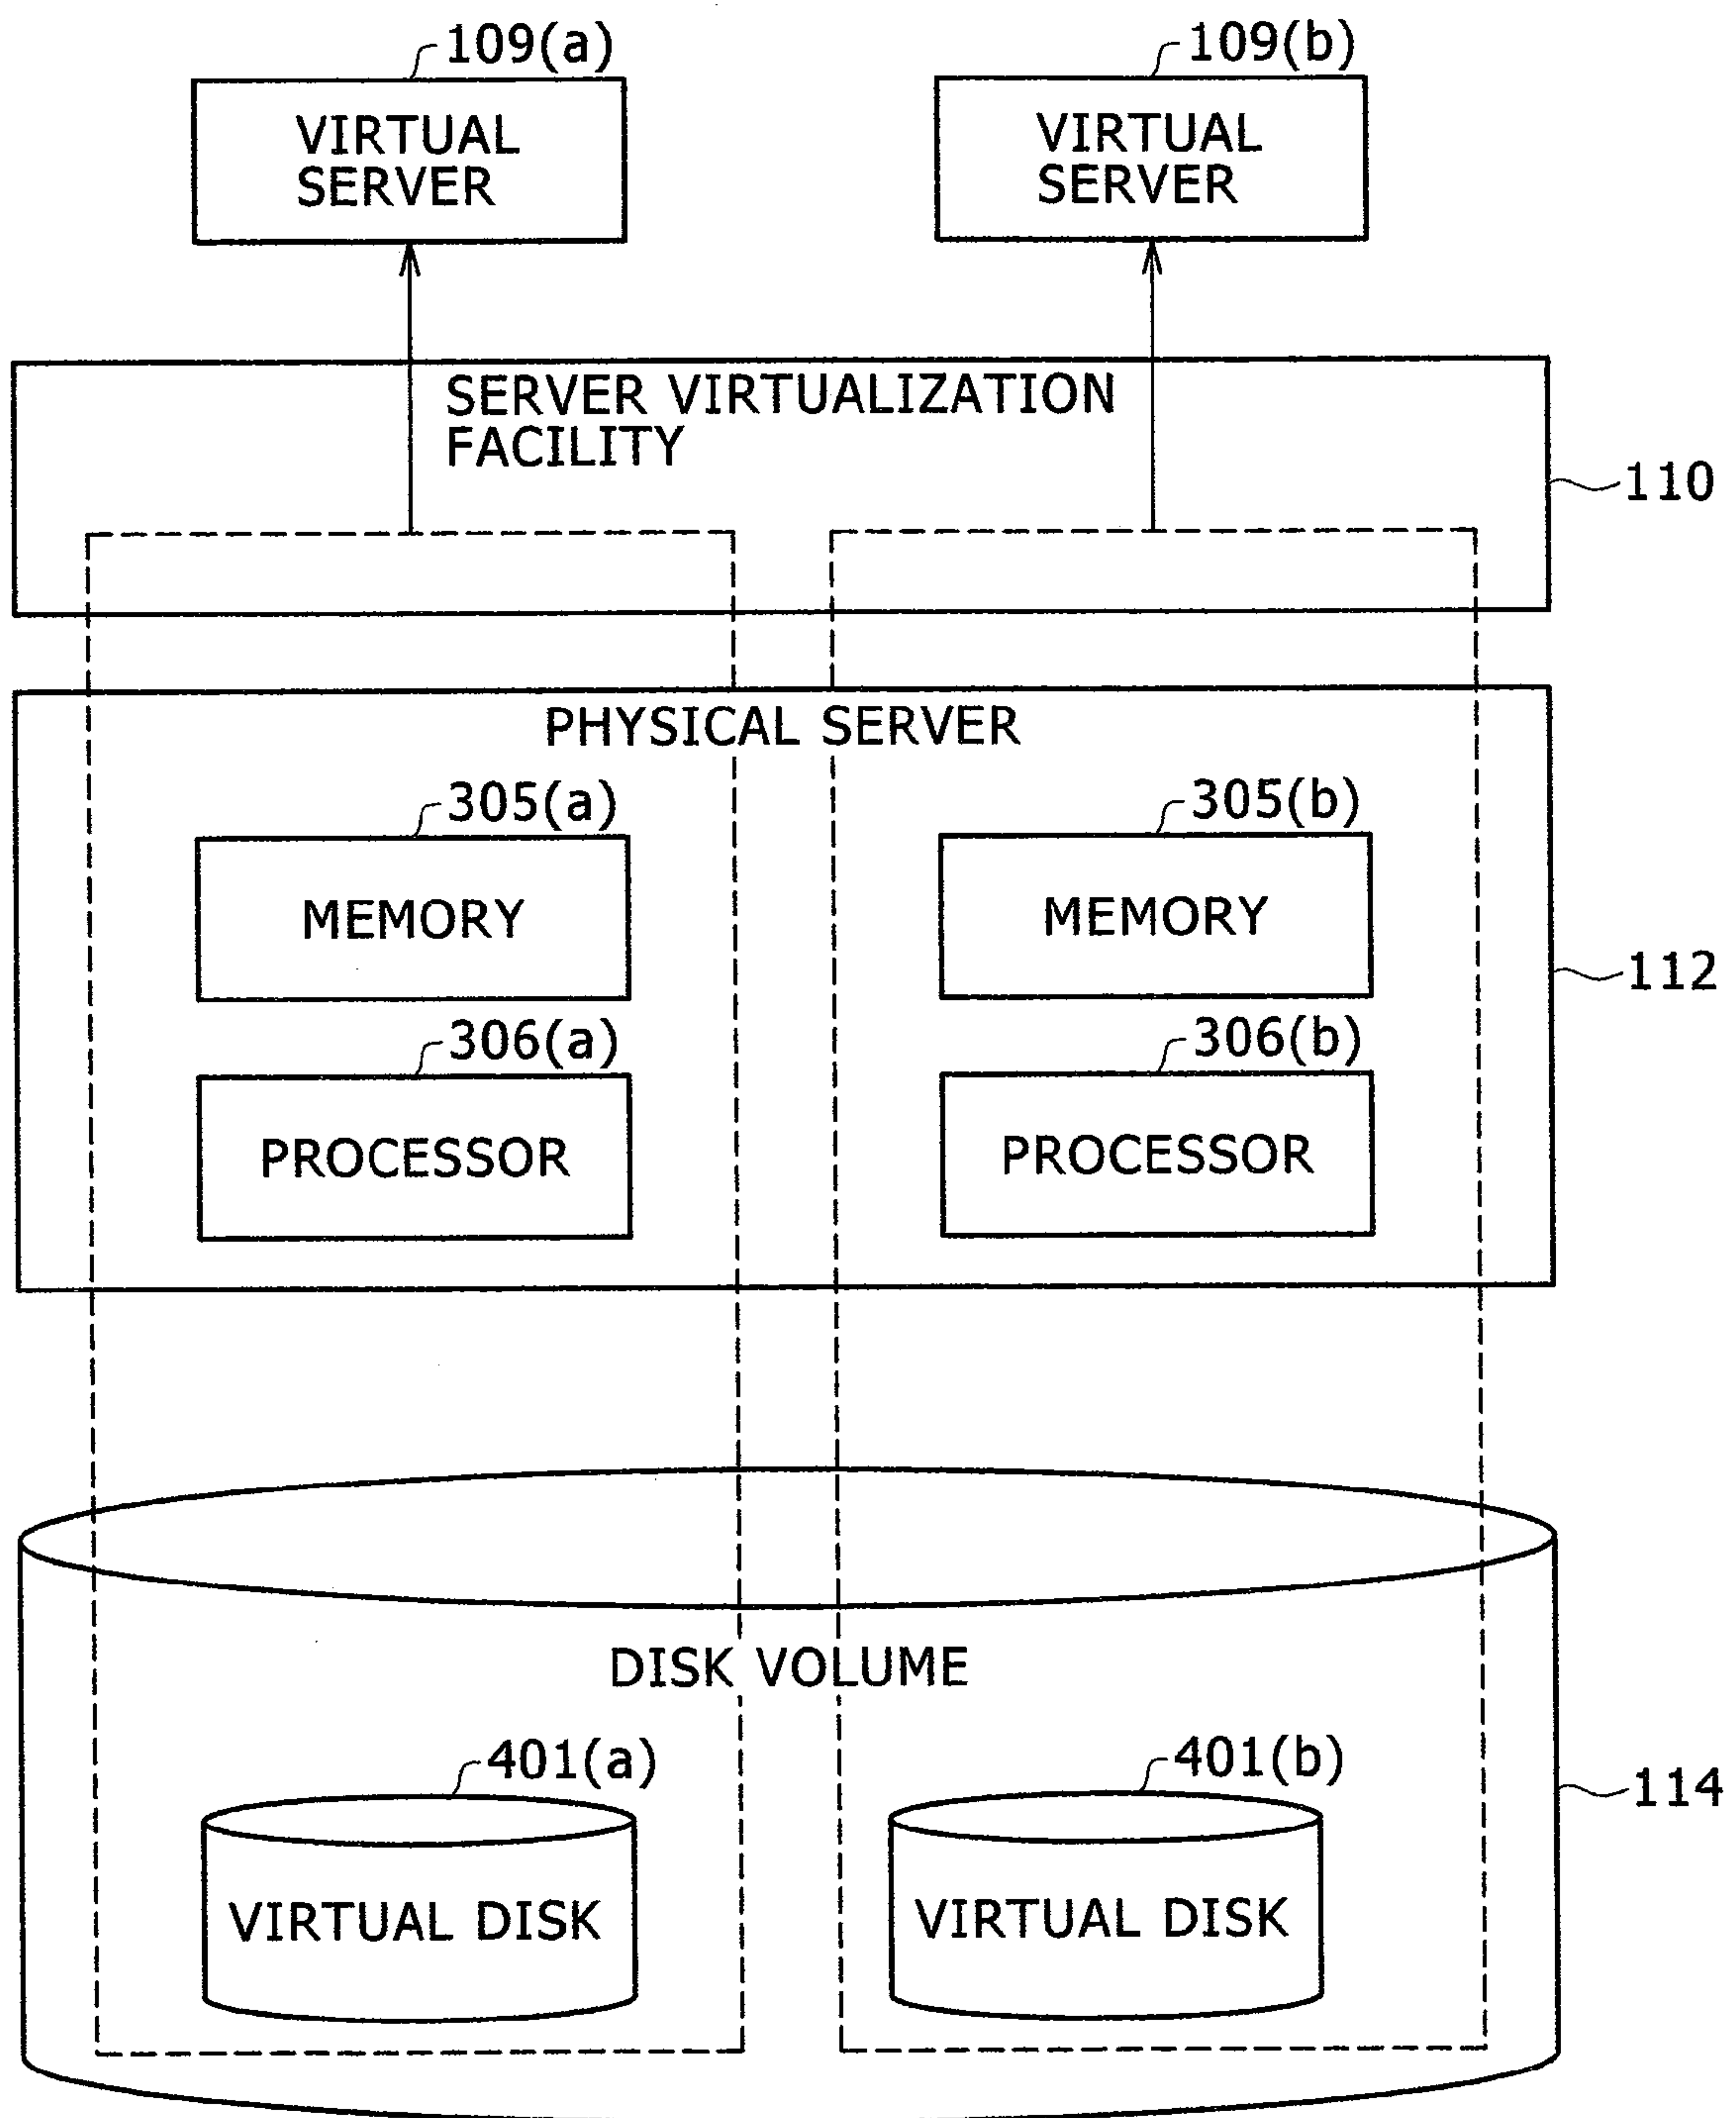 109(a)
109(b)
VIRTUAL
SERVER
VIRTUAL
SERVER
SERVER VIRTUALIZATION
FACILITY
110
PHYSICAL SERVER
305(a)
305(b)
MEMORY
MEMORY
112
306(a)
306(b)
PROCESSOR
PROCESSOR
DISK VOLUME
401(a)
401(b)
114
VIRTUAL DISK
VIRTUAL DISK